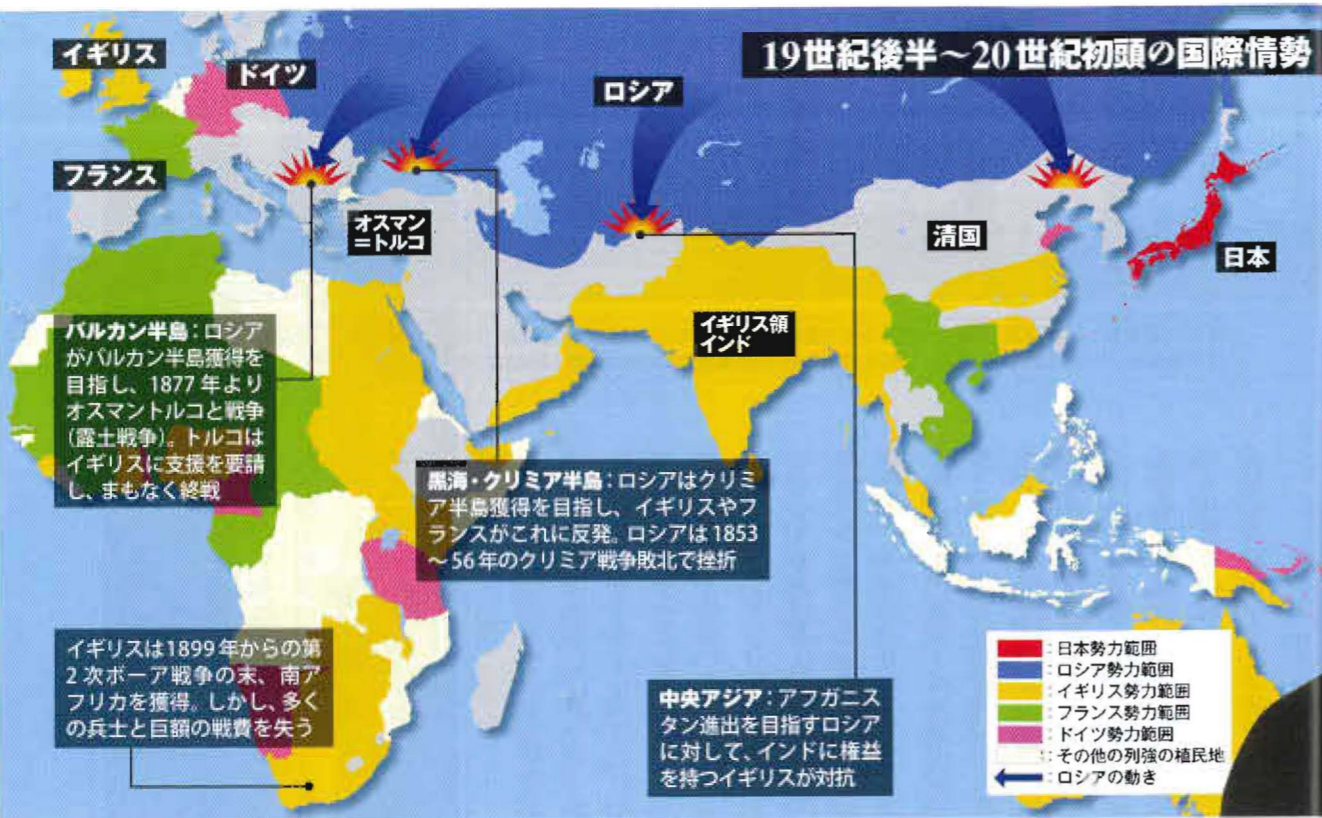 19世紀後半～20世紀初頭の国際情勢
イギリス
ドイツ
ロシア
フランス
オスマン
＝トルコ
清国
日本
イギリス領
インド
バルカン半島：ロシア
がバルカン半島獲得を
目指し、1877年より
オスマントルコと戦争
（露土戦争）。トルコは
イギリスに支援を要請
し、まもなく終戦
黒海・クリミア半島：ロシアはクリミ
ア半島獲得を目指し、イギリスやフ
ランスがこれに反発。ロシアは1853
～56年のクリミア戦争敗北で挫折
イギリスは1899年からの第
2次ボーア戦争の末、南ア
フリカを獲得。しかし、多く
の兵士と巨額の戦費を失う
中央アジア：アフガニス
タン進出を目指すロシア
に対して、インドに権益
を持つイギリスが対抗
：日本勢力範囲
：ロシア勢力範囲
：イギリス勢力範囲
：フランス勢力範囲
：ドイツ勢力範囲
：その他の列強の植民地
：ロシアの動き